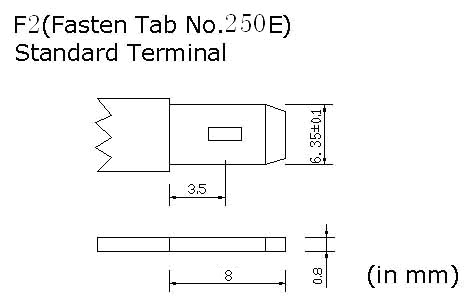 F2(Fasten Tab No.250E)
Standard Terminal
6.35±0.1
3.5
8
0.8
(in mm)